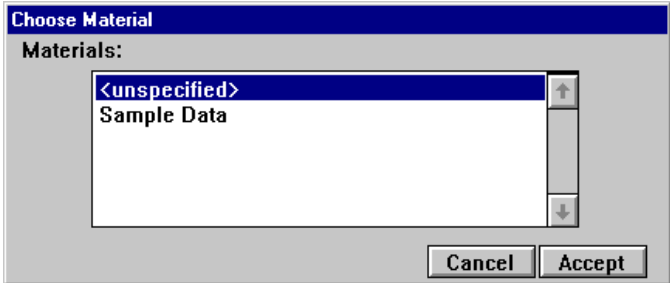 Choose Material
Materials:
<unspecified>
Sample Data
Cancel Accept